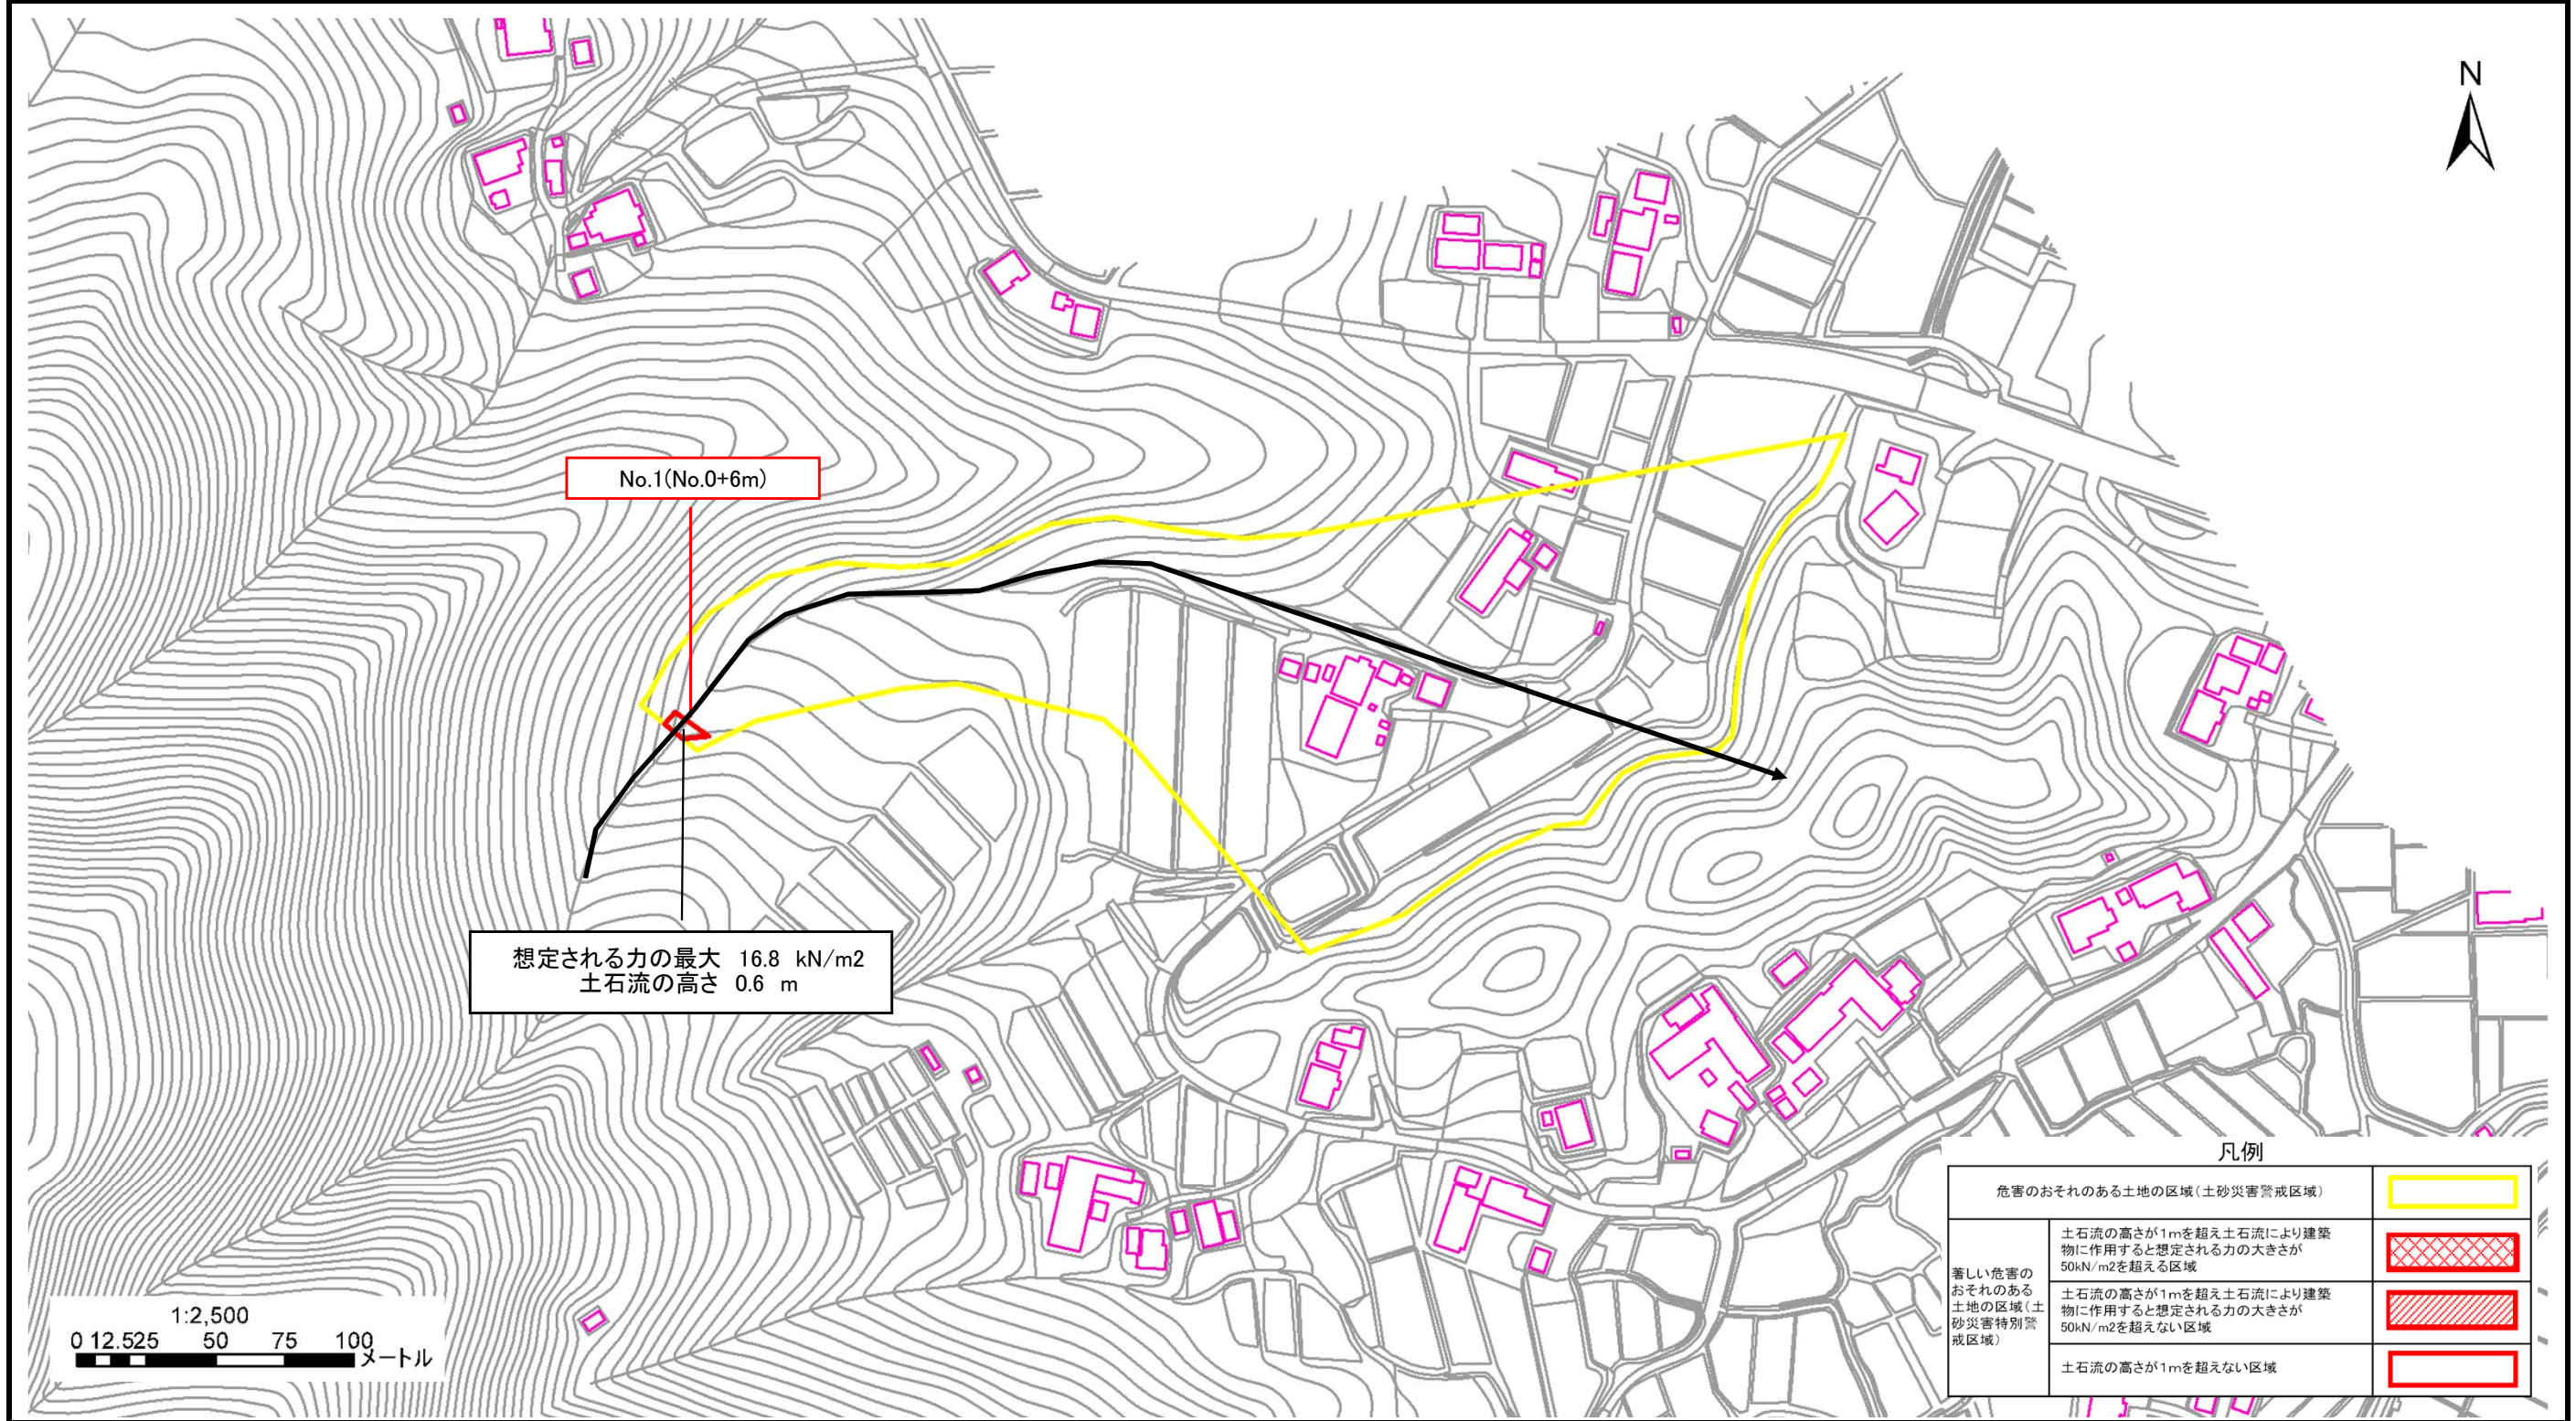 N
No.1(No.0+6m)
想定される力の最大 16.8 kN/m2
土石流の高さ 0.6 m
凡例
危害のおそれのある土地の区域(土砂災害警戒区域)
著しい危害の
おそれのある
土地の区域(土
砂災害特別警
戒区域)
土石流の高さが1mを超え土石流により建築
物に作用すると想定される力の大きさが
50kN/m2を超える区域
土石流の高さが1mを超え土石流により建築
物に作用すると想定される力の大きさが
50kN/m2を超えない区域
土石流の高さが1mを超えない区域
1:2,500
0 12.525 50 75 100
メートル